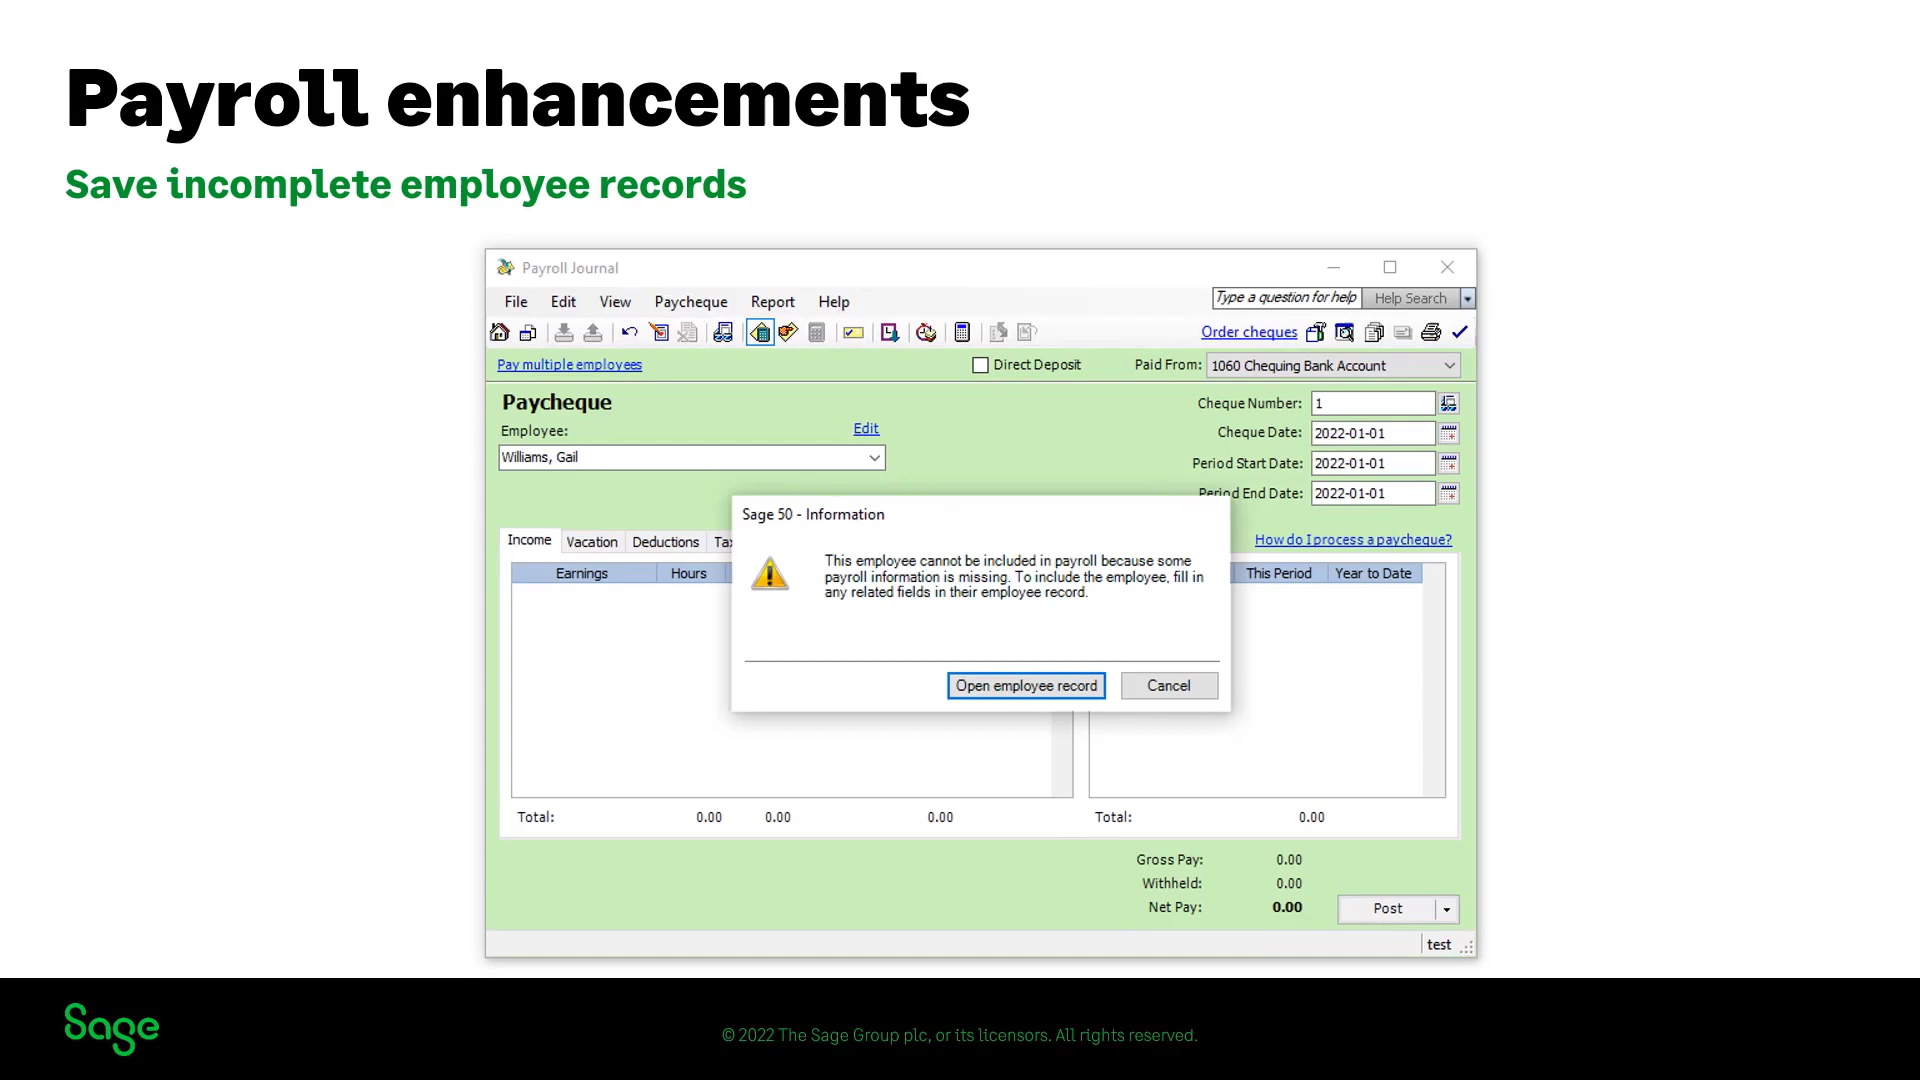 Payroll enhancements
Save incomplete employee records
Payroll Journal
File Edit View Paycheque Report Help
Type a question for help Help Search
Order cheques
Pay multiple employees
Direct Deposit
Paid From: 1060 Chequing Bank Account
Paycheque
Cheque Number: 1
Employee: Edit
Cheque Date: 2022-01-01
Williams, Gail
Period Start Date: 2022-01-01
Period End Date: 2022-01-01
Sage 50 - Information
Income Vacation Deductions
How do I process a paycheque?
This employee cannot be included in payroll because some
payroll information is missing. To include the employee, fill in
any related fields in their employee record.
Earnings Hours
This Period Year to Date
Open employee record Cancel
Total: 0.00 0.00 0.00
Total: 0.00
Gross Pay: 0.00
Withheld: 0.00
Net Pay: 0.00
Post
test
Sage
© 2022 The Sage Group plc, or its licensors. All rights reserved.